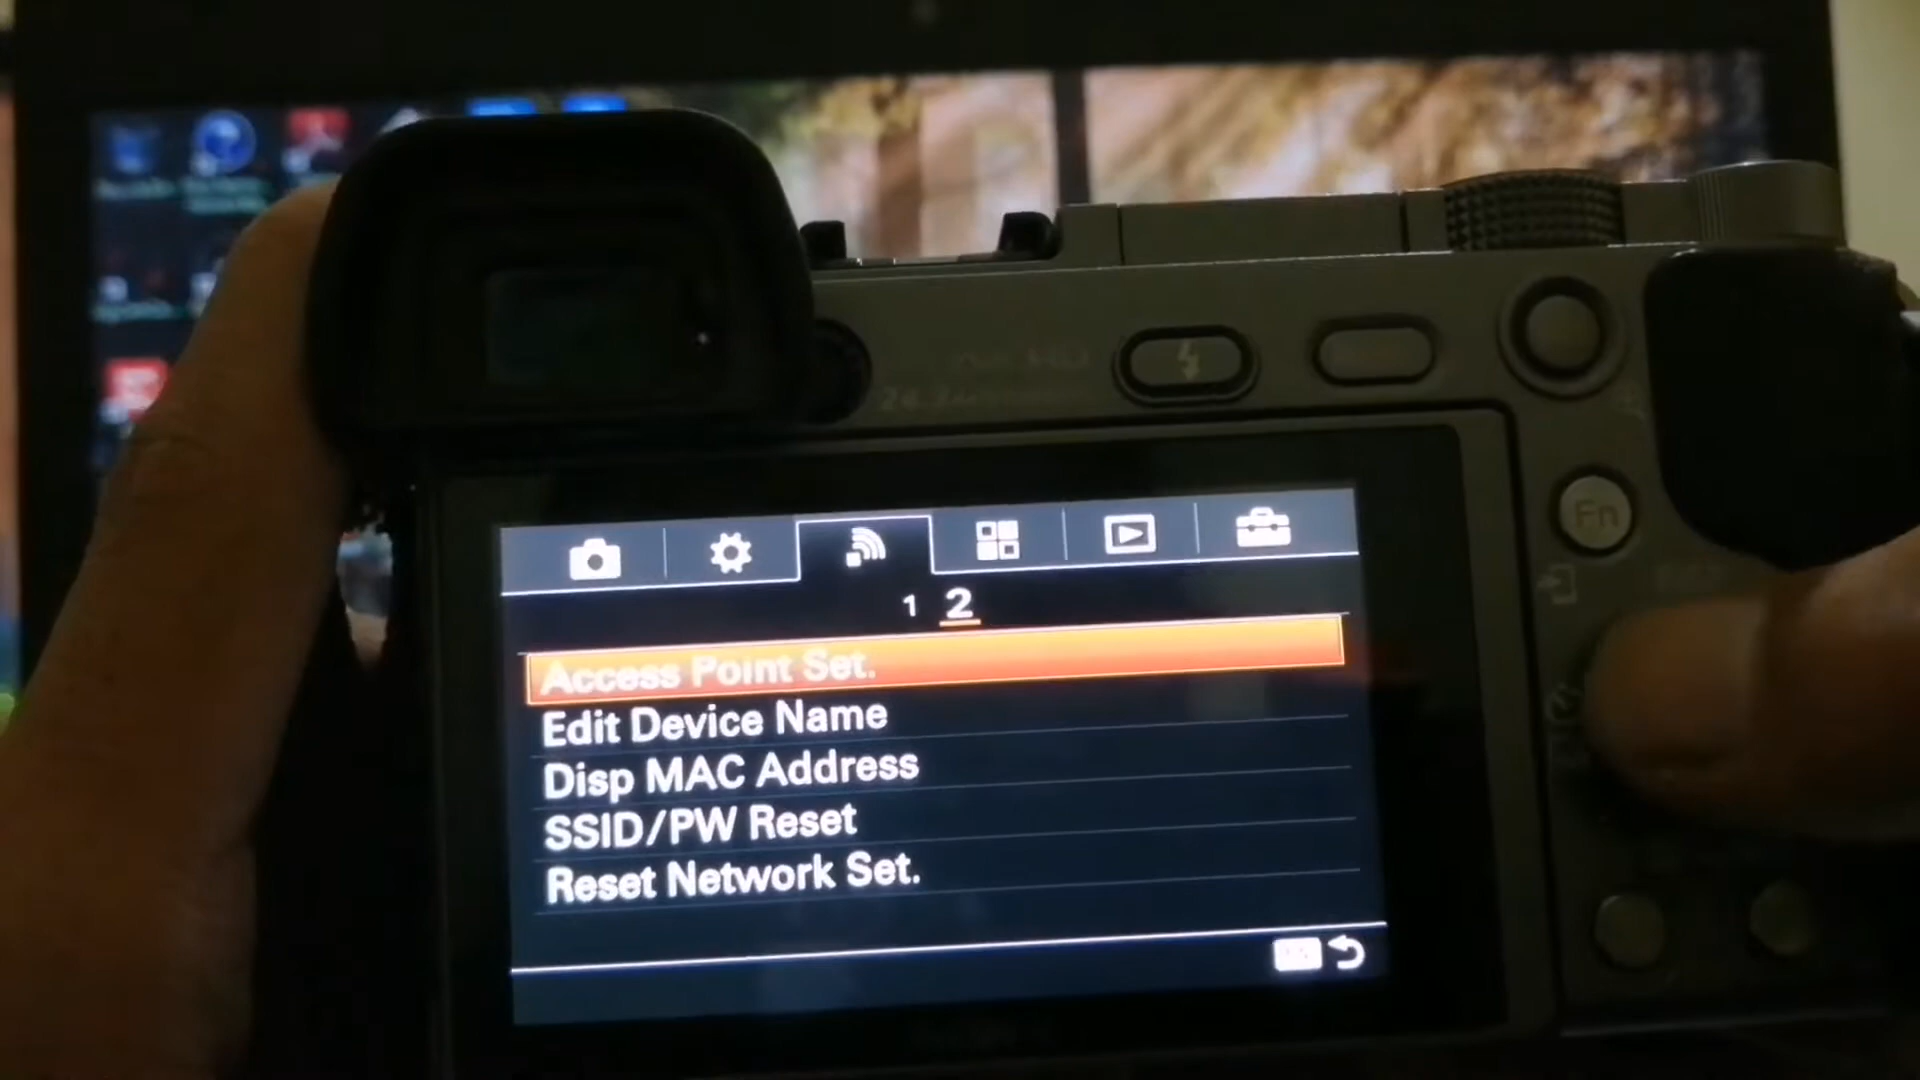 Fn
1 2
Access Point Set.
Edit Device Name
Disp MAC Address
SSID/PW Reset
Reset Network Set.